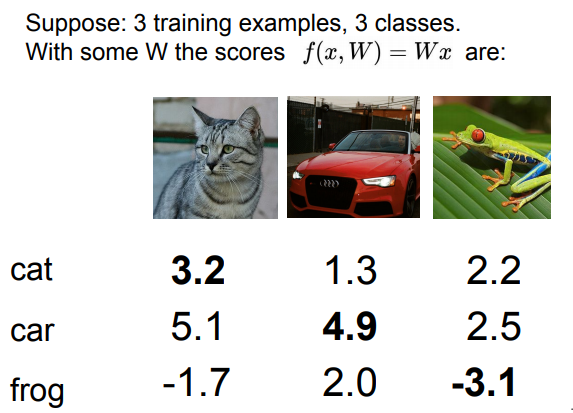 Suppose: 3 training examples, 3 classes.
With some W the scores f(x, W) = Wx are:
cat 3.2 1.3 2.2
car 5.1 4.9 2.5
frog -1.7 2.0 -3.1